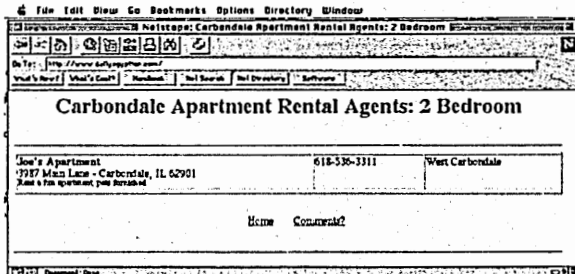 File Edit View Go Bookmarks Options Directory Window
Netscape: Carbondale Apartment Rental Agents: 2 Bedroom
Go To: http://www.dailyegyptian.com/
What's New? What's Cool? Handbook Net Search Net Directory Software
Carbondale Apartment Rental Agents: 2 Bedroom
Joe's Apartment 618-536-3311 West Carbondale
3987 Main Lane - Carbondale, IL 62901
Rent a fun apartment, pets furnished
Home Comments?
Document: Done